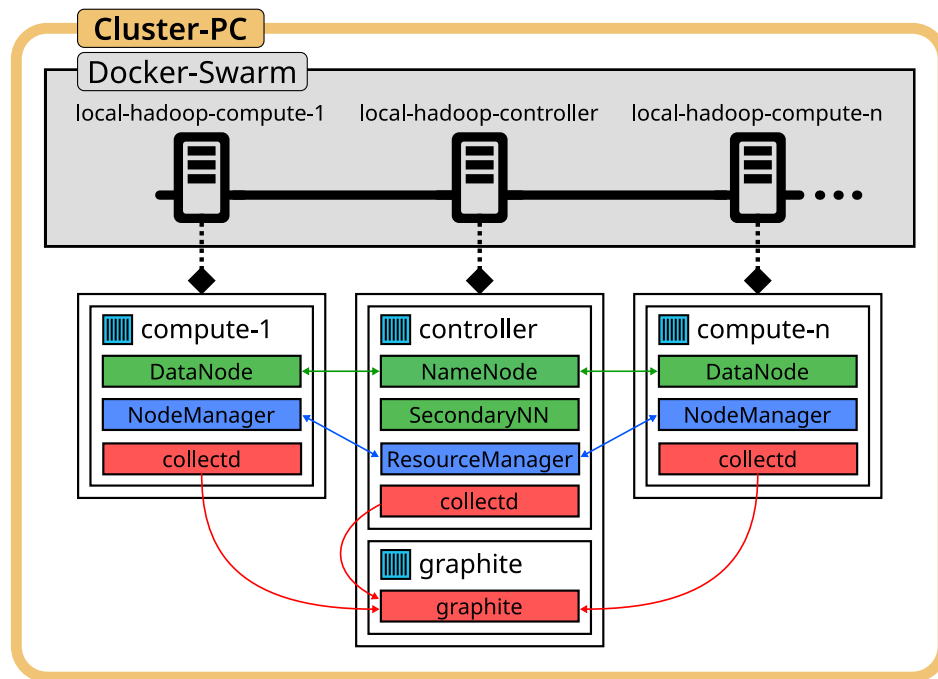 Cluster-PC
Docker-Swarm
local-hadoop-compute-1
local-hadoop-controller
local-hadoop-compute-n
compute-1
DataNode
NodeManager
collectd
controller
NameNode
SecondaryNN
ResourceManager
collectd
graphite
graphite
compute-n
DataNode
NodeManager
collectd